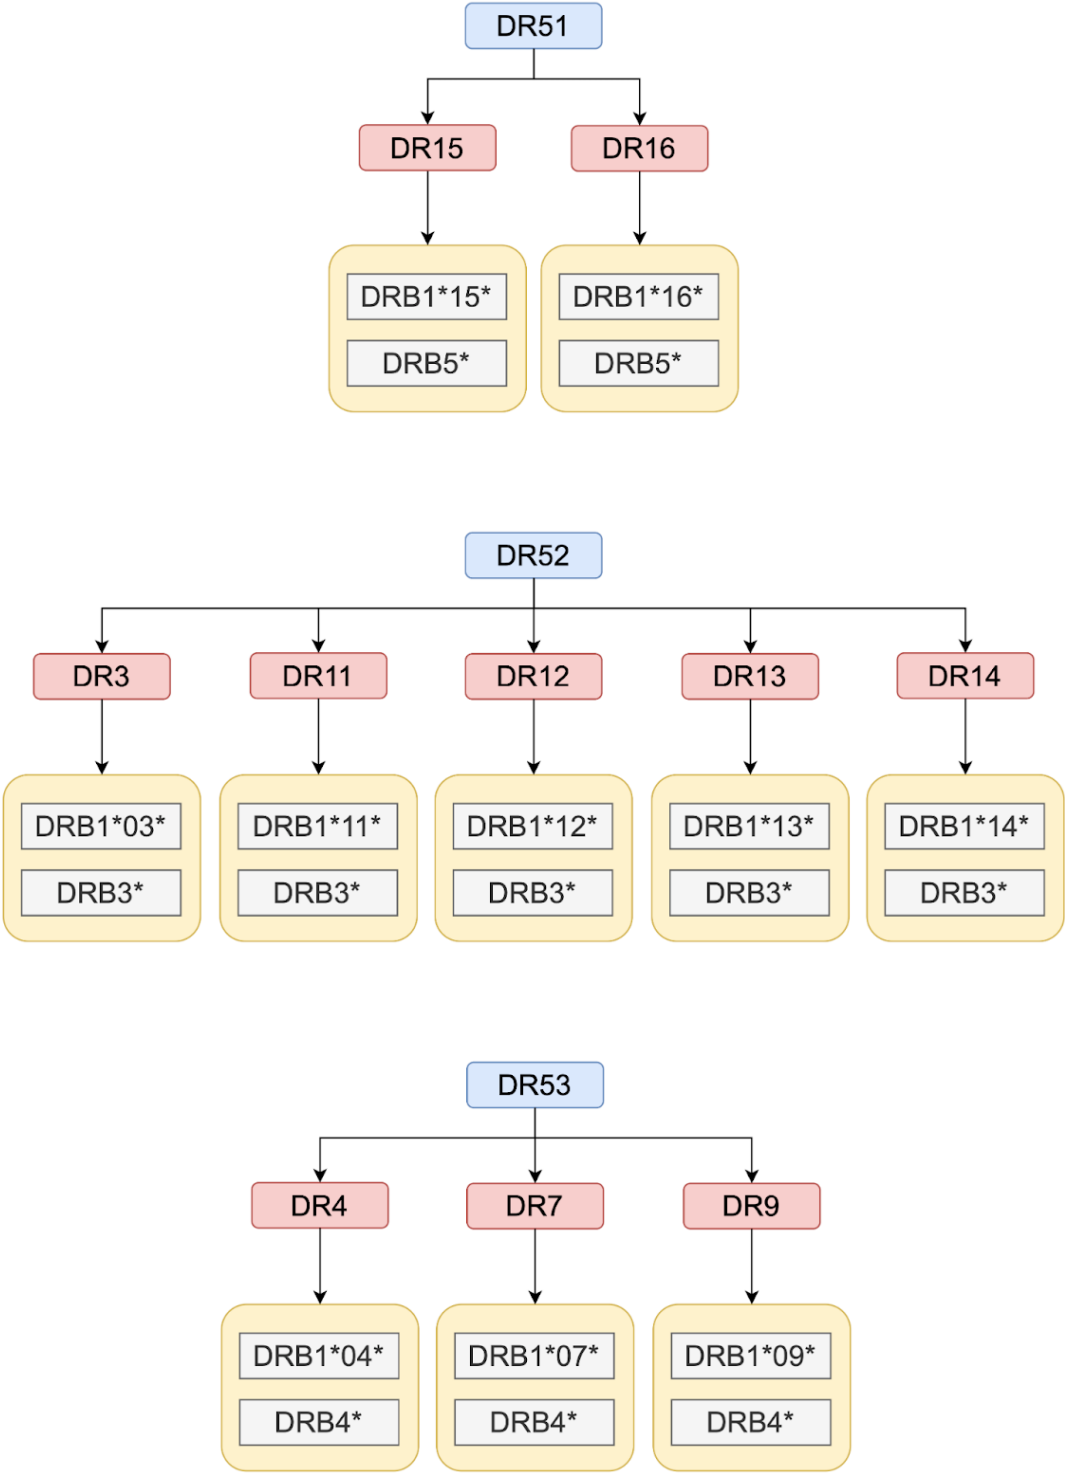 DR51
DR15 DR16
DRB1*15* DRB1*16*
DRB5* DRB5*
DR52
DR3 DR11 DR12 DR13 DR14
DRB1*03* DRB1*11* DRB1*12* DRB1*13* DRB1*14*
DRB3* DRB3* DRB3* DRB3* DRB3*
DR53
DR4 DR7 DR9
DRB1*04* DRB1*07* DRB1*09*
DRB4* DRB4* DRB4*